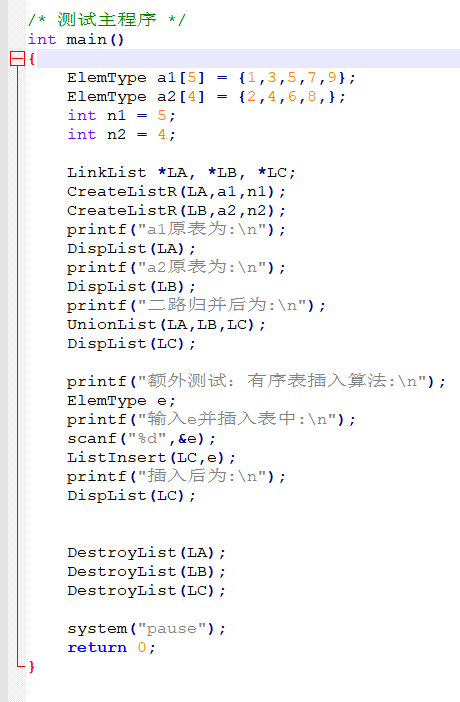 /* 测试主程序 */
int main()
{
    ElemType a1[5] = {1,3,5,7,9};
    ElemType a2[4] = {2,4,6,8,};
    int n1 = 5;
    int n2 = 4;

    LinkList *LA, *LB, *LC;
    CreateListR(LA,a1,n1);
    CreateListR(LB,a2,n2);
    printf("a1原表为:\n");
    DispList(LA);
    printf("a2原表为:\n");
    DispList(LB);
    printf("二路归并后为:\n");
    UnionList(LA,LB,LC);
    DispList(LC);

    printf("额外测试: 有序表插入算法:\n");
    ElemType e;
    printf("输入e并插入表中:\n");
    scanf("%d",&e);
    ListInsert(LC,e);
    printf("插入后为:\n");
    DispList(LC);


    DestroyList(LA);
    DestroyList(LB);
    DestroyList(LC);

    system("pause");
    return 0;
}